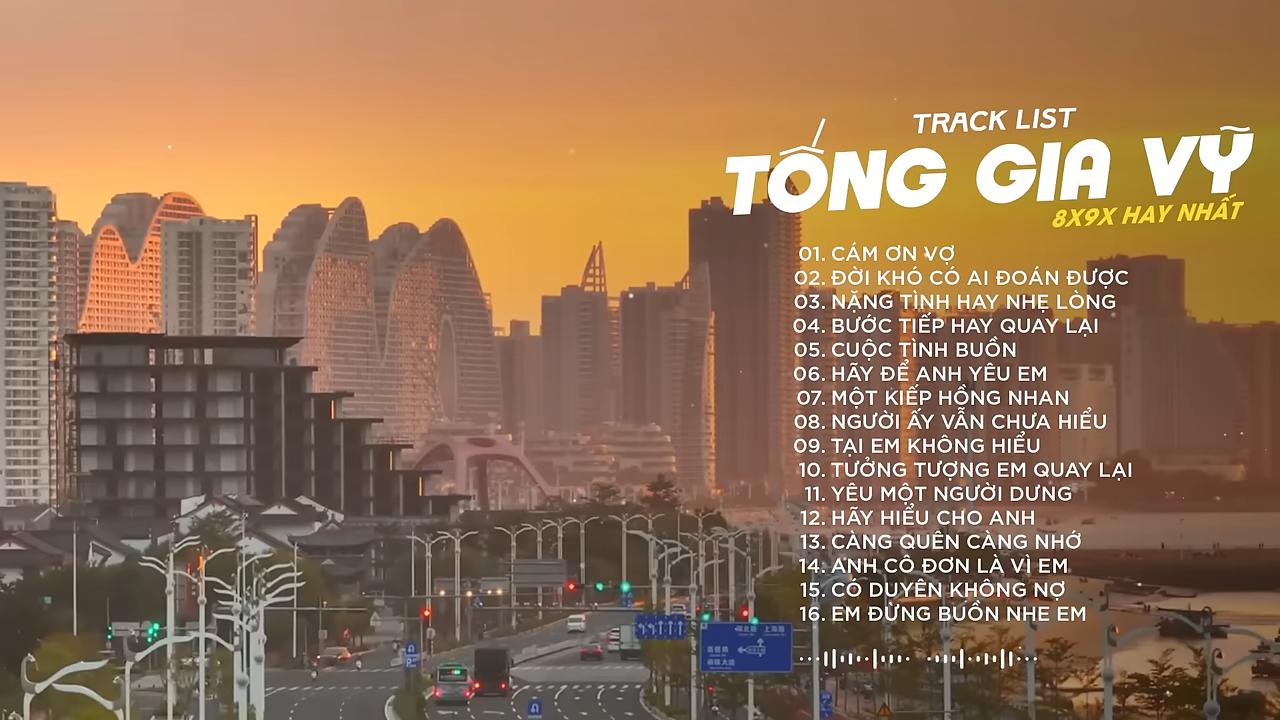 TRACK LIST
TỐNG GIA VỸ
8X9X HAY NHẤT
01. CÁM ƠN VỢ
02. ĐỜI KHÓ CÓ AI ĐOÁN ĐƯỢC
03. NẶNG TÌNH HAY NHẸ LÒNG
04. BƯỚC TIẾP HAY QUAY LẠI
05. CUỘC TÌNH BUỒN
06. HÃY ĐỂ ANH YÊU EM
07. MỘT KIẾP HỒNG NHAN
08. NGƯỜI ẤY VẪN CHƯA HIỂU
09. TẠI EM KHÔNG HIỂU
10. TƯỞNG TƯỢNG EM QUAY LẠI
11. YÊU MỘT NGƯỜI DƯNG
12. HÃY HIỂU CHO ANH
13. CÀNG QUÊN CÀNG NHỚ
14. ANH CÔ ĐƠN LÀ VÌ EM
15. CÓ DUYÊN KHÔNG NỢ
16. EM ĐỪNG BUỒN NHE EM